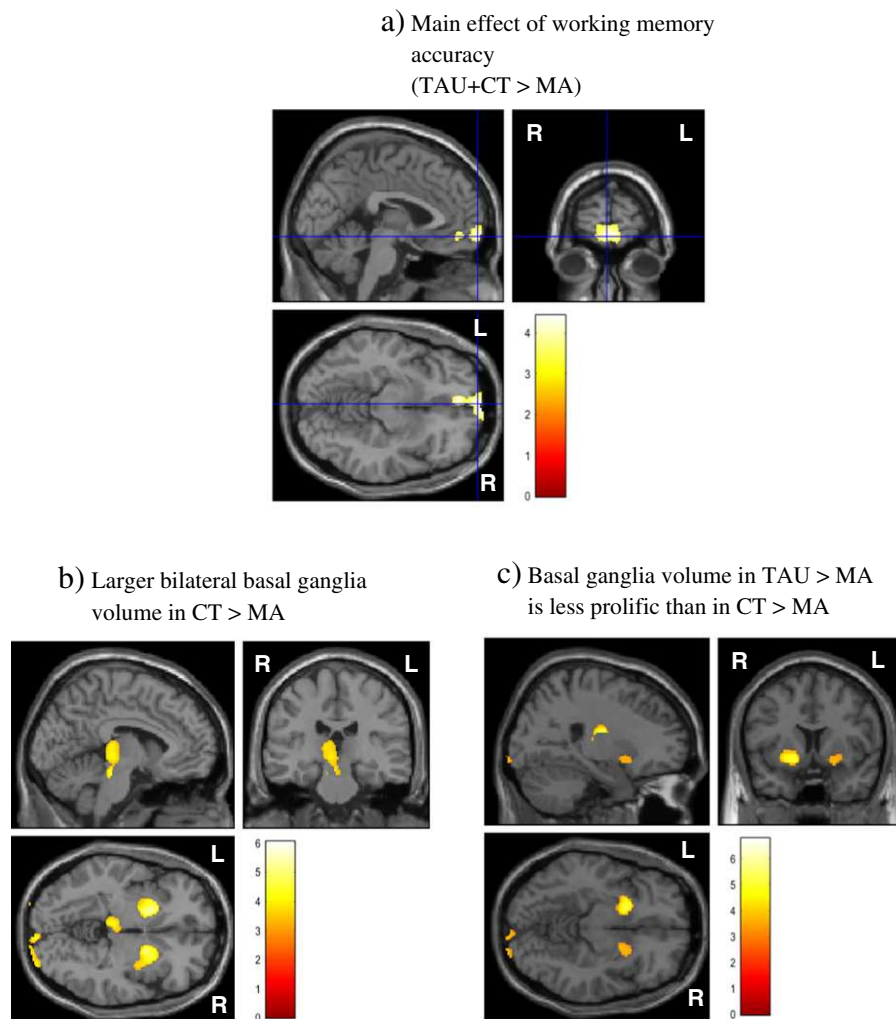 a) Main effect of working memory
accuracy
(TAU+CT > MA)
R L
L
R
4
3
2
1
0
b) Larger bilateral basal ganglia
volume in CT > MA
R L
L
R
6
5
4
3
2
1
0
c) Basal ganglia volume in TAU > MA
is less prolific than in CT > MA
R L
L
R
6
5
4
3
2
1
0